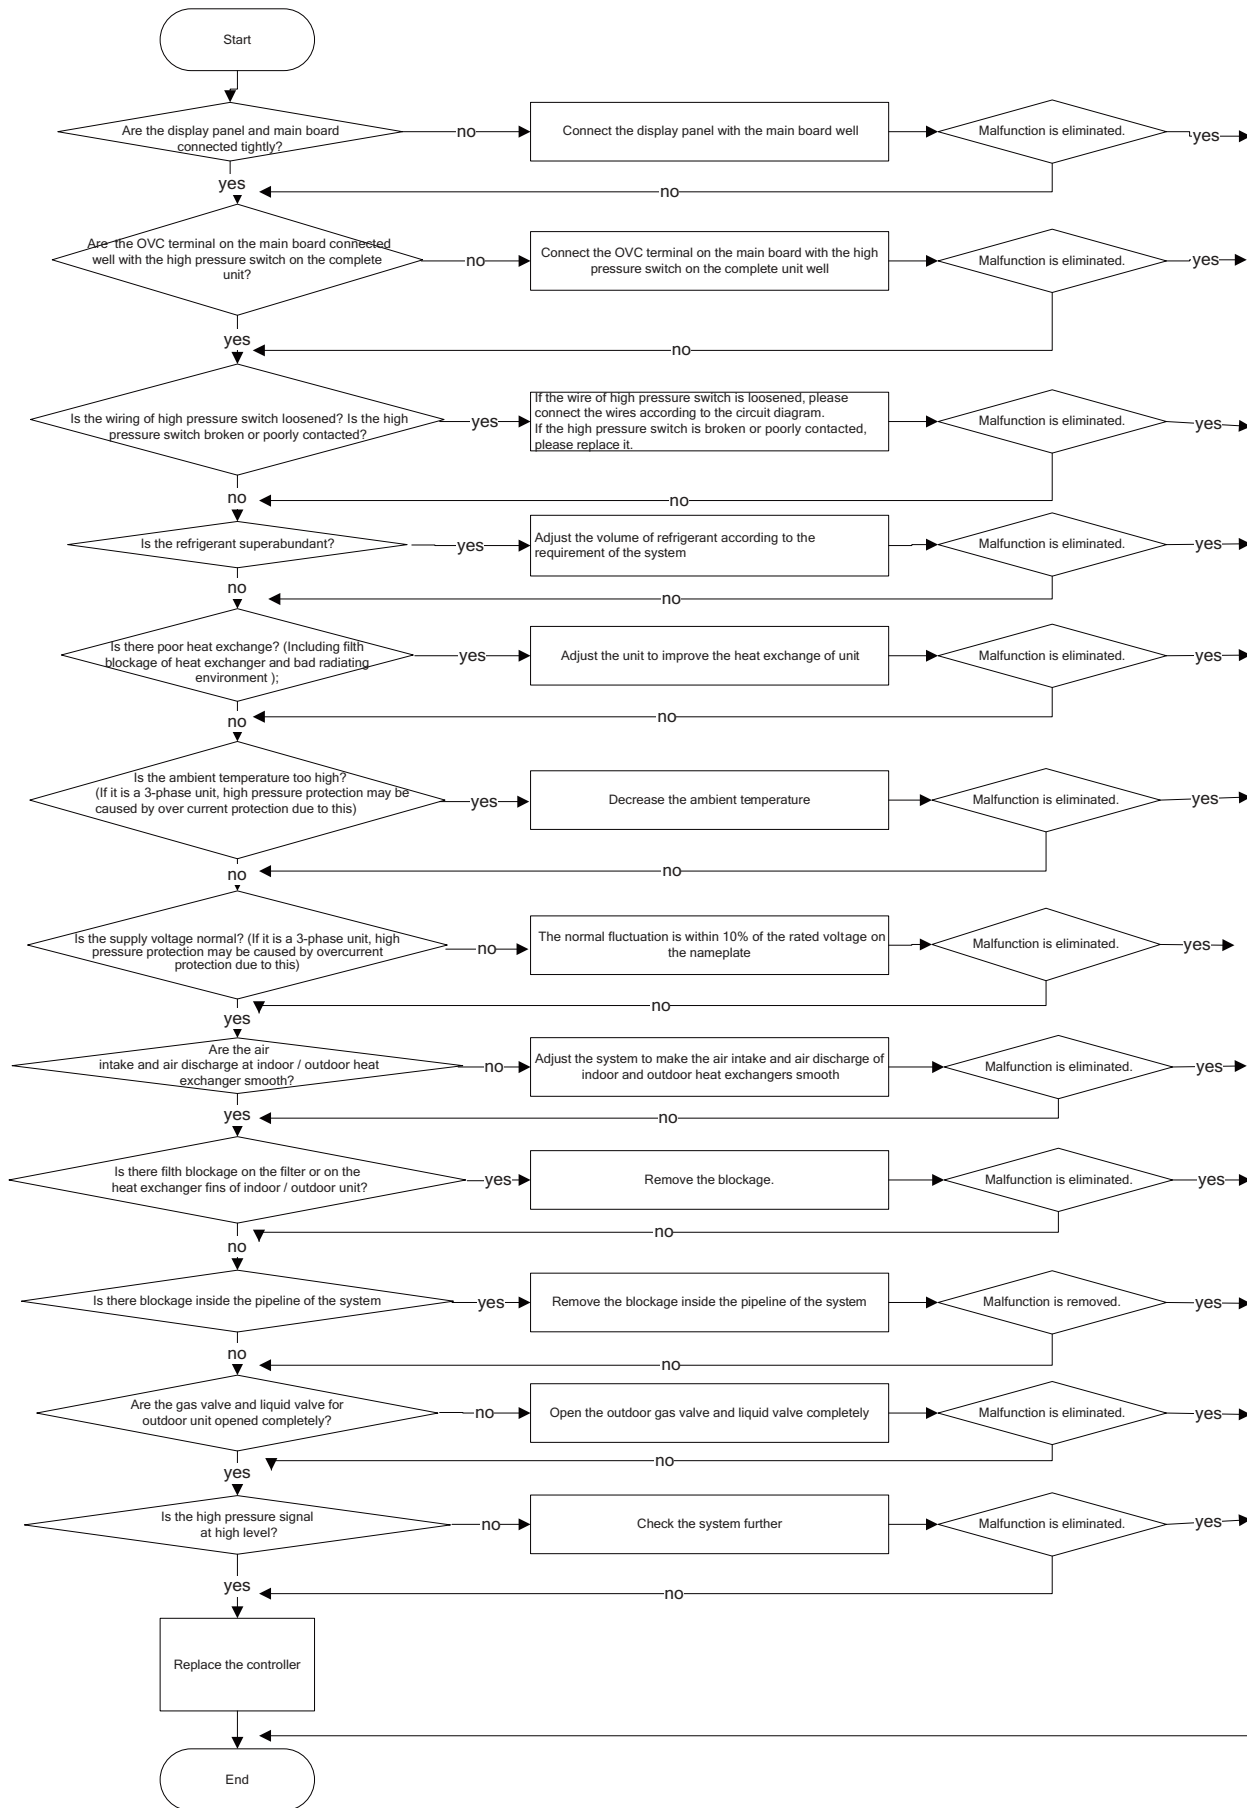 Start
Are the display panel and main board
connected tightly?
no
Connect the display panel with the main board well
Malfunction is eliminated.
yes
yes
no
Are  the OVC terminal on the main board connected
well with the high pressure switch on the complete
unit?
no
Connect the OVC terminal on the main board with the high
pressure switch on the complete unit well
Malfunction is eliminated.
yes
yes
no
Is the wiring of high pressure switch loosened? Is the high
pressure switch broken or poorly contacted?
yes
If the wire of high pressure switch is loosened, please
connect the wires according to the circuit diagram.
If the high pressure switch is broken or poorly contacted,
please replace it.
Malfunction is eliminated.
yes
no
no
Is the refrigerant superabundant?
yes
Adjust the volume of refrigerant according to the
requirement of the system
Malfunction is eliminated.
yes
no
no
Is there poor heat exchange? (Including filth
blockage of heat exchanger and bad radiating
environment );
yes
Adjust the unit to improve the heat exchange of unit
Malfunction is eliminated.
yes
no
no
Is the ambient temperature too high?
(If it is a 3-phase unit, high pressure protection may be
caused by over current protection due to this)
yes
Decrease the ambient temperature
Malfunction is eliminated.
yes
no
no
Is the supply voltage normal? (If it is a 3-phase unit, high
pressure protection may be caused by overcurrent
protection due to this)
no
The normal fluctuation is within 10% of the rated voltage on
the nameplate
Malfunction is eliminated.
yes
no
yes
Are the air
intake and air discharge at indoor / outdoor heat
exchanger smooth?
no
Adjust the system to make the air intake and air discharge of
indoor and outdoor heat exchangers smooth
Malfunction is eliminated.
yes
yes
no
Is there filth blockage on the filter or on the
heat exchanger fins of indoor / outdoor unit?
yes
Remove the blockage.
Malfunction is eliminated.
yes
no
no
Is there blockage inside the pipeline of the system
yes
Remove the blockage inside the pipeline of the system
Malfunction is removed.
yes
no
no
Are the gas valve and liquid valve for
outdoor unit opened completely?
no
Open the outdoor gas valve and liquid valve completely
Malfunction is eliminated.
yes
no
yes
Is the high pressure signal
at high level?
no
Check the system further
Malfunction is eliminated.
yes
yes
no
Replace the controller
End